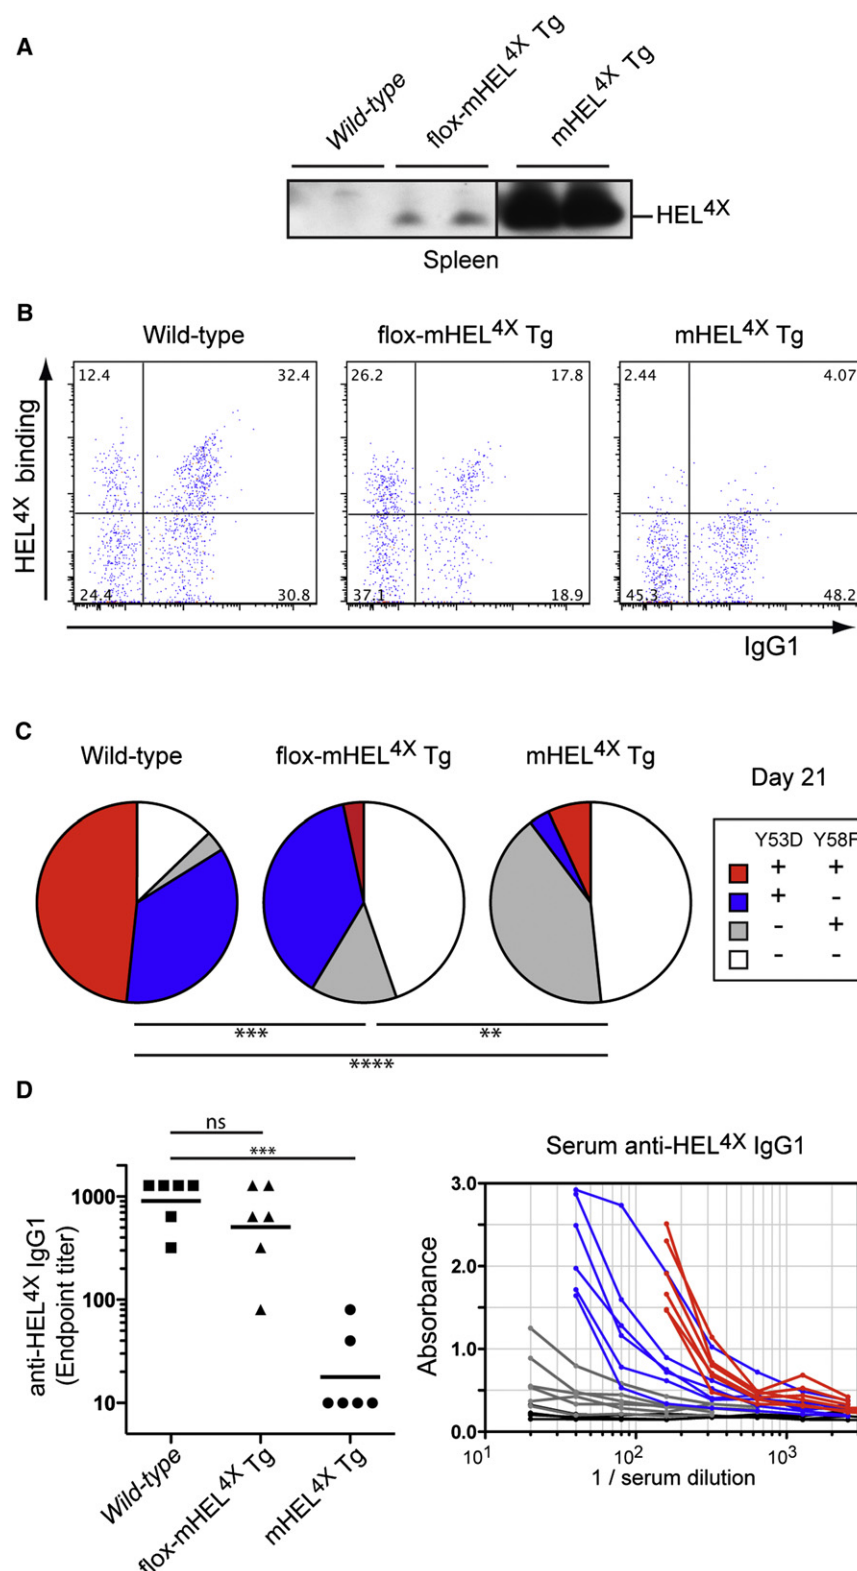 A
Wild-type
flox-mHEL4X Tg
mHEL4X Tg
HEL4X
Spleen
B
Wild-type
flox-mHEL4X Tg
mHEL4X Tg
12.4
32.4
26.2
17.8
2.44
4.07
24.4
30.8
37.1
18.9
45.3
48.2
HEL4X binding
IgG1
C
Wild-type
flox-mHEL4X Tg
mHEL4X Tg
Day 21
Y53D Y58F
+ +
+ -
- +
- -
***
**
****
D
ns
***
1000
100
10
anti-HEL4X IgG1
(Endpoint titer)
Wild-type
flox-mHEL4X Tg
mHEL4X Tg
Serum anti-HEL4X IgG1
3.0
2.0
1.0
0.0
Absorbance
101
102
103
1 / serum dilution